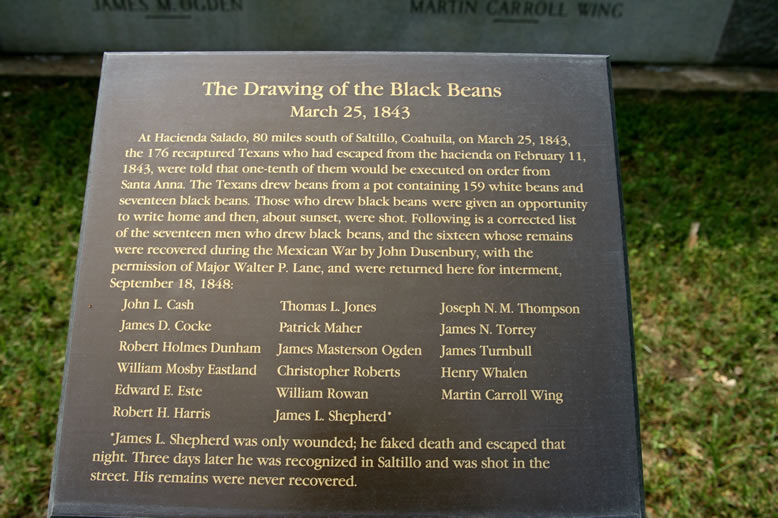 JAMES M. OGDEN
MARTIN CARROLL WING
The Drawing of the Black Beans
March 25, 1843
At Hacienda Salado, 80 miles south of Saltillo, Coahuila, on March 25, 1843,
the 176 recaptured Texans who had escaped from the hacienda on February 11,
1843, were told that one-tenth of them would be executed on order from
Santa Anna. The Texans drew beans from a pot containing 159 white beans and
seventeen black beans. Those who drew black beans were given an opportunity
to write home and then, about sunset, were shot. Following is a corrected list
of the seventeen men who drew black beans, and the sixteen whose remains
were recovered during the Mexican War by John Dusenbury, with the
permission of Major Walter P. Lane, and were returned here for interment,
September 18, 1848:
John L. Cash
James D. Cocke
Robert Holmes Dunham
William Mosby Eastland
Edward E. Este
Robert H. Harris
Thomas L. Jones
Patrick Maher
James Masterson Ogden
Christopher Roberts
William Rowan
James L. Shepherd*
Joseph N. M. Thompson
James N. Torrey
James Turnbull
Henry Whalen
Martin Carroll Wing
*James L. Shepherd was only wounded; he faked death and escaped that
night. Three days later he was recognized in Saltillo and was shot in the
street. His remains were never recovered.